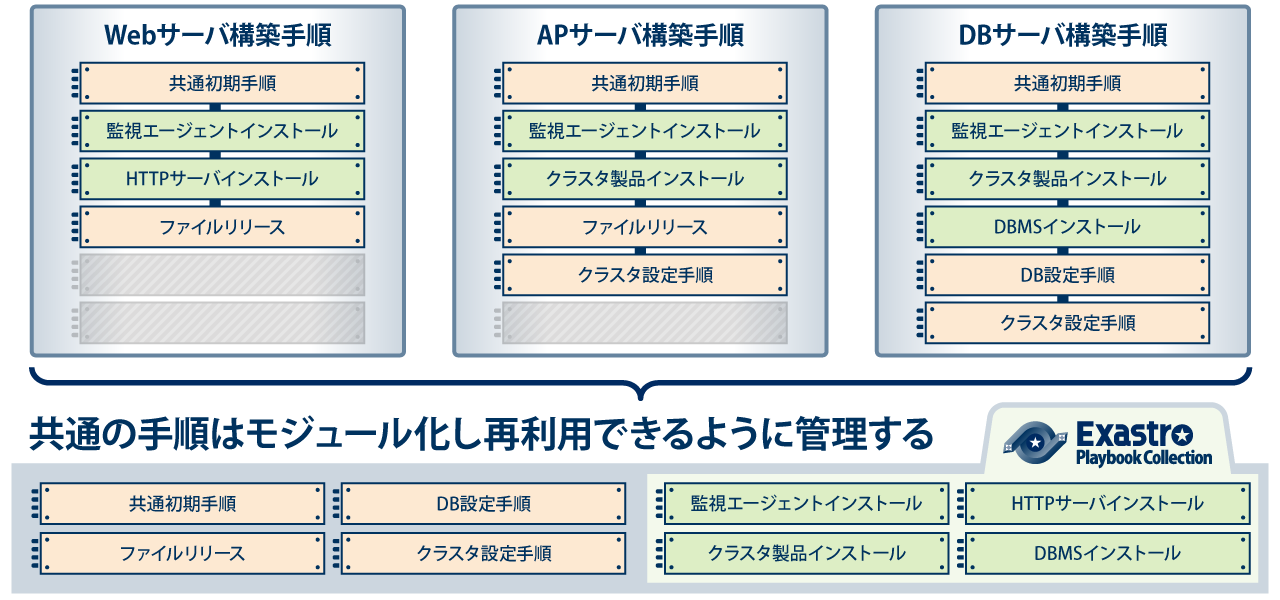 Webサーバ構築手順
共通初期手順
監視エージェントインストール
HTTPサーバインストール
ファイルリリース
APサーバ構築手順
共通初期手順
監視エージェントインストール
クラスタ製品インストール
ファイルリリース
クラスタ設定手順
DBサーバ構築手順
共通初期手順
監視エージェントインストール
クラスタ製品インストール
DBMSインストール
DB設定手順
クラスタ設定手順
共通の手順はモジュール化し再利用できるように管理する
Exastro
Playbook Collection
共通初期手順
DB設定手順
ファイルリリース
クラスタ設定手順
監視エージェントインストール
HTTPサーバインストール
クラスタ製品インストール
DBMSインストール